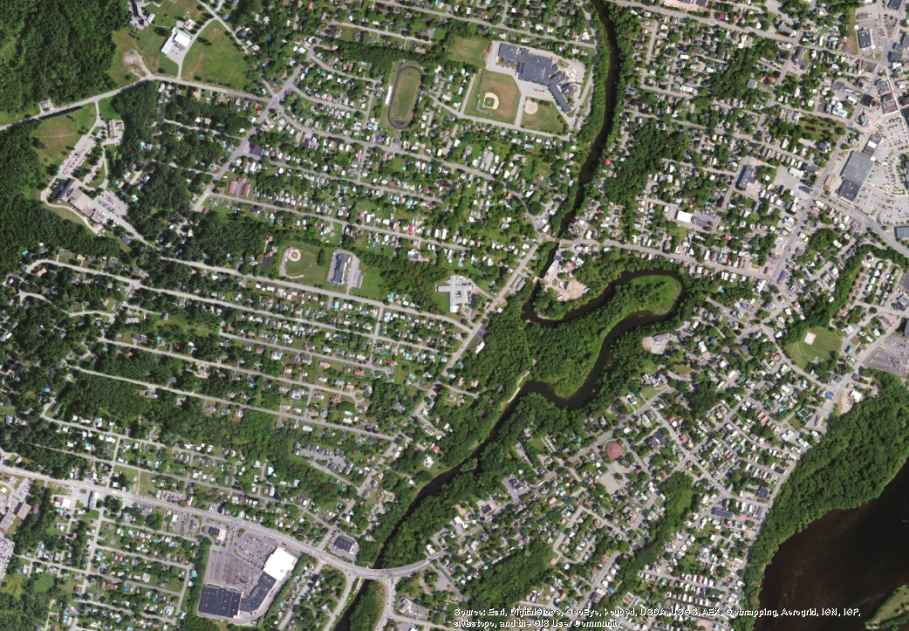 Source: Esri, DigitalGlobe, GeoEye, i-cubed, USDA, USGS, AEX, Getmapping, Aerogrid, IGN, IGP,
swisstopo, and the GIS User Community